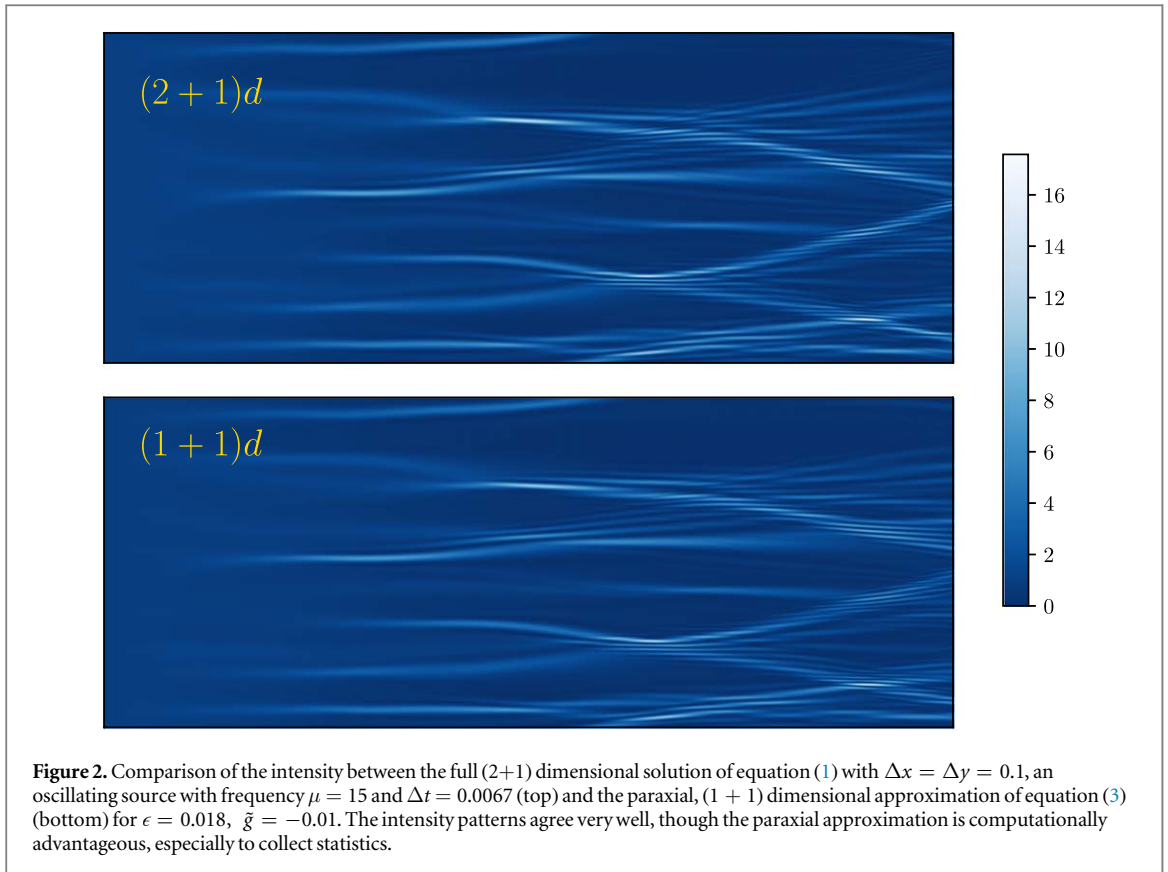 (2 + 1)d
16
14
12
10
8
6
4
2
0
(1 + 1)d
Figure 2. Comparison of the intensity between the full (2+1) dimensional solution of equation (1) with Δx = Δy = 0.1, an
oscillating source with frequency μ = 15 and Δt = 0.0067 (top) and the paraxial, (1 + 1) dimensional approximation of equation (3)
(bottom) for ϵ = 0.018, g̃ = −0.01. The intensity patterns agree very well, though the paraxial approximation is computationally
advantageous, especially to collect statistics.